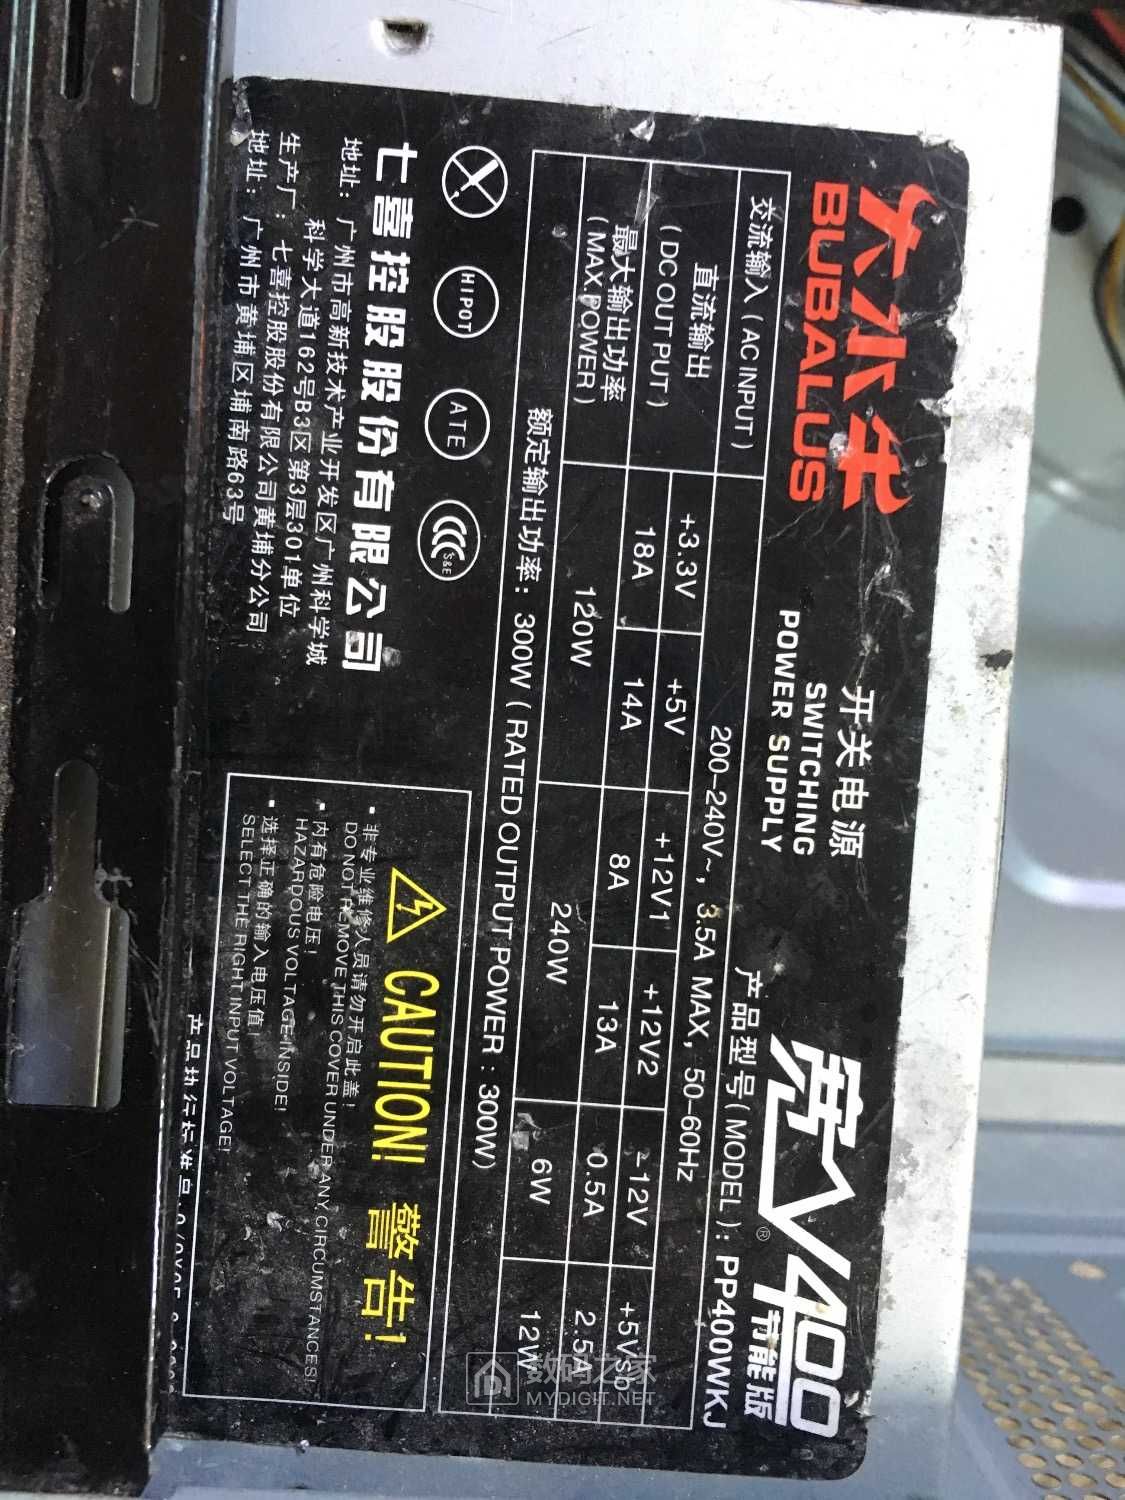 大水牛
BUBALUS
开关电源
SWITCHING
POWER SUPPLY
V400
节能版
®
产品型号(MODEL): PP400WKJ
交流输入(AC INPUT)
200-240V~, 3.5A MAX, 50-60Hz
直流输出
(DC OUTPUT)
+3.3V +5V +12V1 +12V2 -12V +5Vsb
18A 14A 8A 13A 0.5A 2.5A
最大输出功率
(MAX.POWER)
120W 240W 6W 12W
额定输出功率: 300W (RATED OUTPUT POWER: 300W)
HIPOT
ATE
CCC
S&E
七喜控股股份有限公司
地址: 广州市高新技术产业开发区广州科学城
科学大道162号B3区第3层301单位
生产厂: 七喜控股股份有限公司黄埔分公司
地址: 广州市黄埔区埔南路63号
CAUTION! 警告!
▪ 非专业维修人员请勿开启此盖!
DO NOT REMOVE THIS COVER UNDER ANY CIRCUMSTANCES!
▪ 内有危险电压!
HAZARDOUS VOLTAGE INSIDE!
▪ 选择正确的输入电压值!
SELECT THE RIGHT INPUT VOLTAGE!
产品执行标准号:
数码之家
MYDIGIT.NET